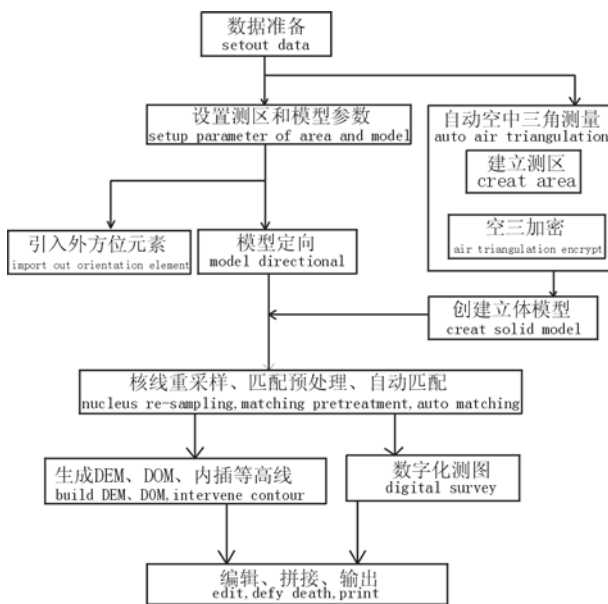 数据准备
setout data
设置测区和模型参数
setup parameter of area and model
自动空中三角测量
auto air triangulation
建立测区
creat area
空三加密
air triangulation encrypt
引入外方位元素
import out orientation element
模型定向
model directional
创建立体模型
creat solid model
核线重采样、匹配预处理、自动匹配
nucleus re-sampling,matching pretreatment,auto matching
生成DEM、DOM、内插等高线
build DEM、DOM,intervene contour
数字化测图
digital survey
编辑、拼接、输出
edit,defy death,print